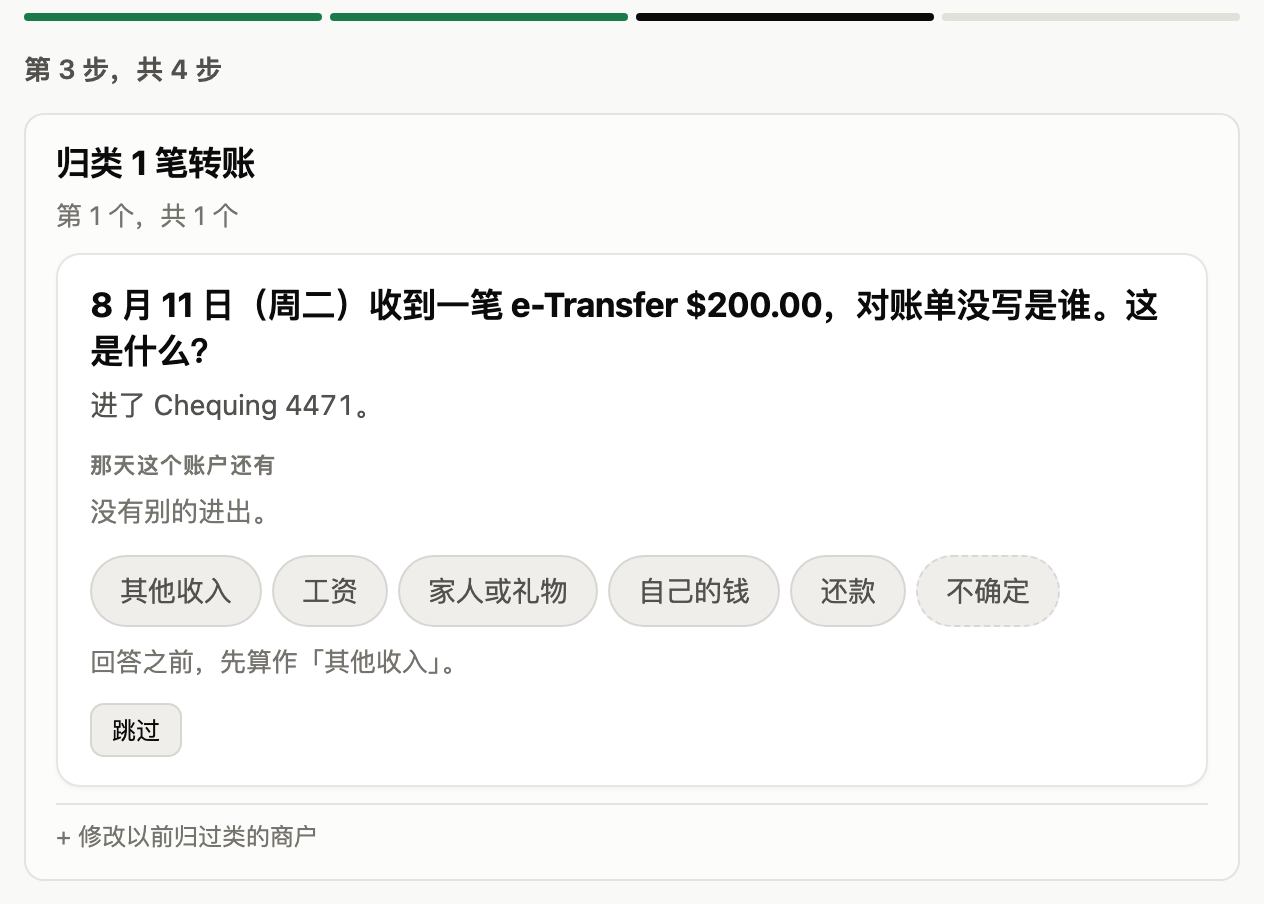 第 3 步，共 4 步
归类 1 笔转账
第 1 个，共 1 个
8 月 11 日（周二）收到一笔 e-Transfer $200.00，对账单没写是谁。这
是什么？
进了 Chequing 4471。
那天这个账户还有
没有别的进出。
其他收入 工资 家人或礼物 自己的钱 还款 不确定
回答之前，先算作「其他收入」。
跳过
+ 修改以前归过类的商户